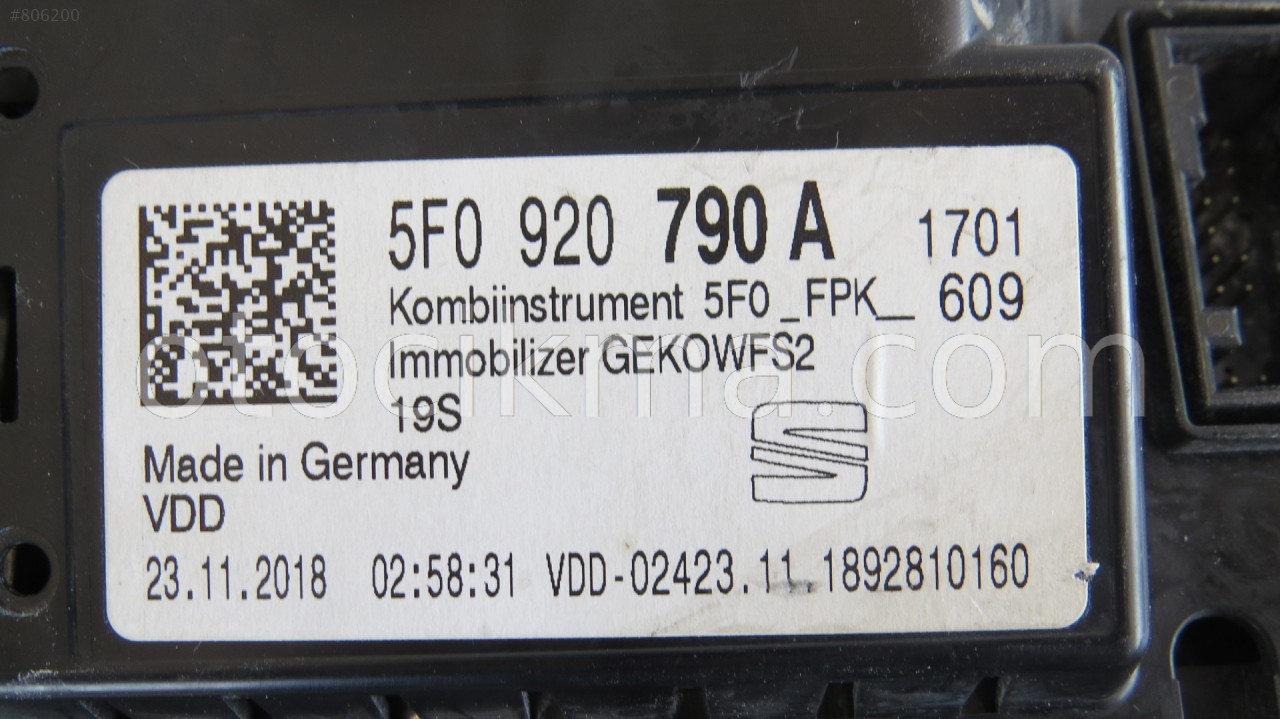 #806200
5F0 920 790 A 1701
Kombiinstrument 5F0_FPK_ 609
Immobilizer GEKOWFS2
otocikma.com
19S
Made in Germany
VDD
23.11.2018 02:58:31 VDD-02423.11.1892810160